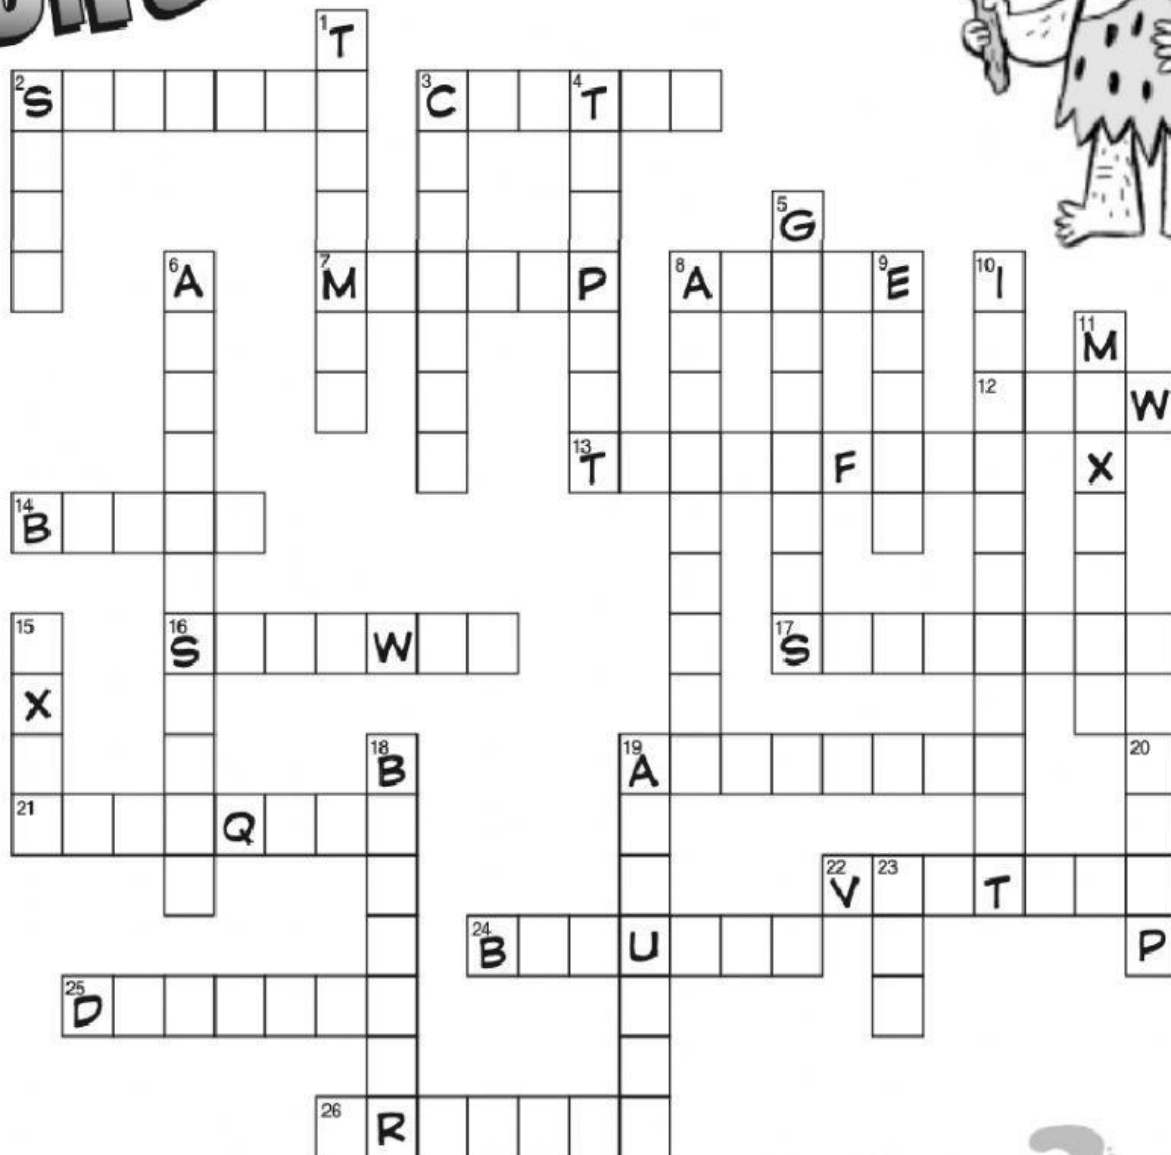 1 T
2 S 3 C 4 T
5 G
6 A 7 M P 8 A 9 E 10 I
11 M
12 W
13 T F X
14 B
15 16 S W 17 S
X
18 B 19 A 20
21 Q
22 V 23 T
24 B U P
25 D
26 R